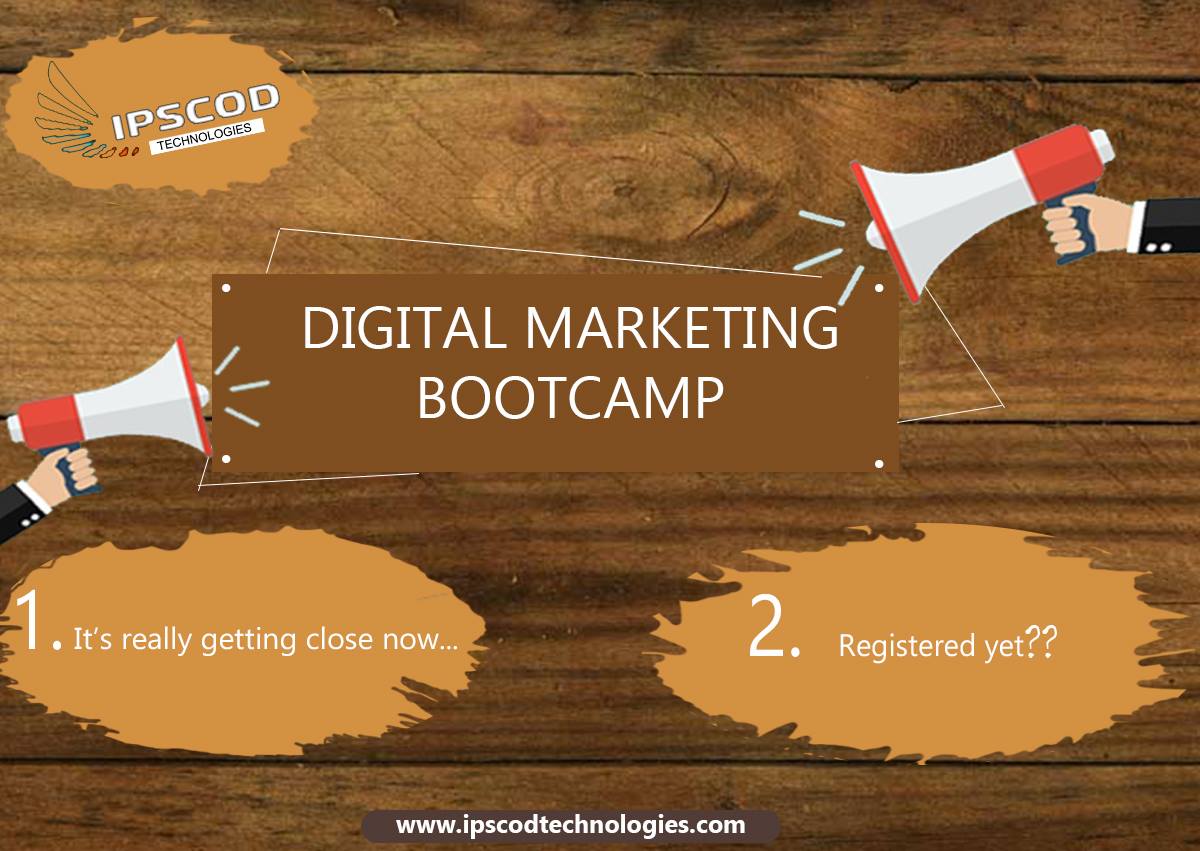 IPSCOD
TECHNOLOGIES
DIGITAL MARKETING
BOOTCAMP
1. It's really getting close now...
2. Registered yet??
www.ipscodtechnologies.com